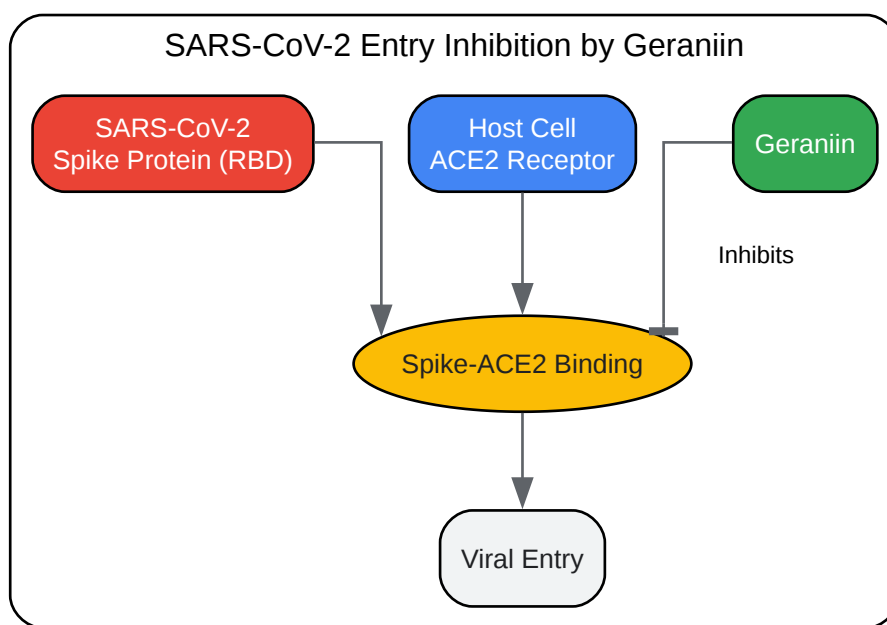 SARS-CoV-2 Entry Inhibition by Geraniin
SARS-CoV-2
Spike Protein (RBD)
Host Cell
ACE2 Receptor
Geraniin
Inhibits
Spike-ACE2 Binding
Viral Entry